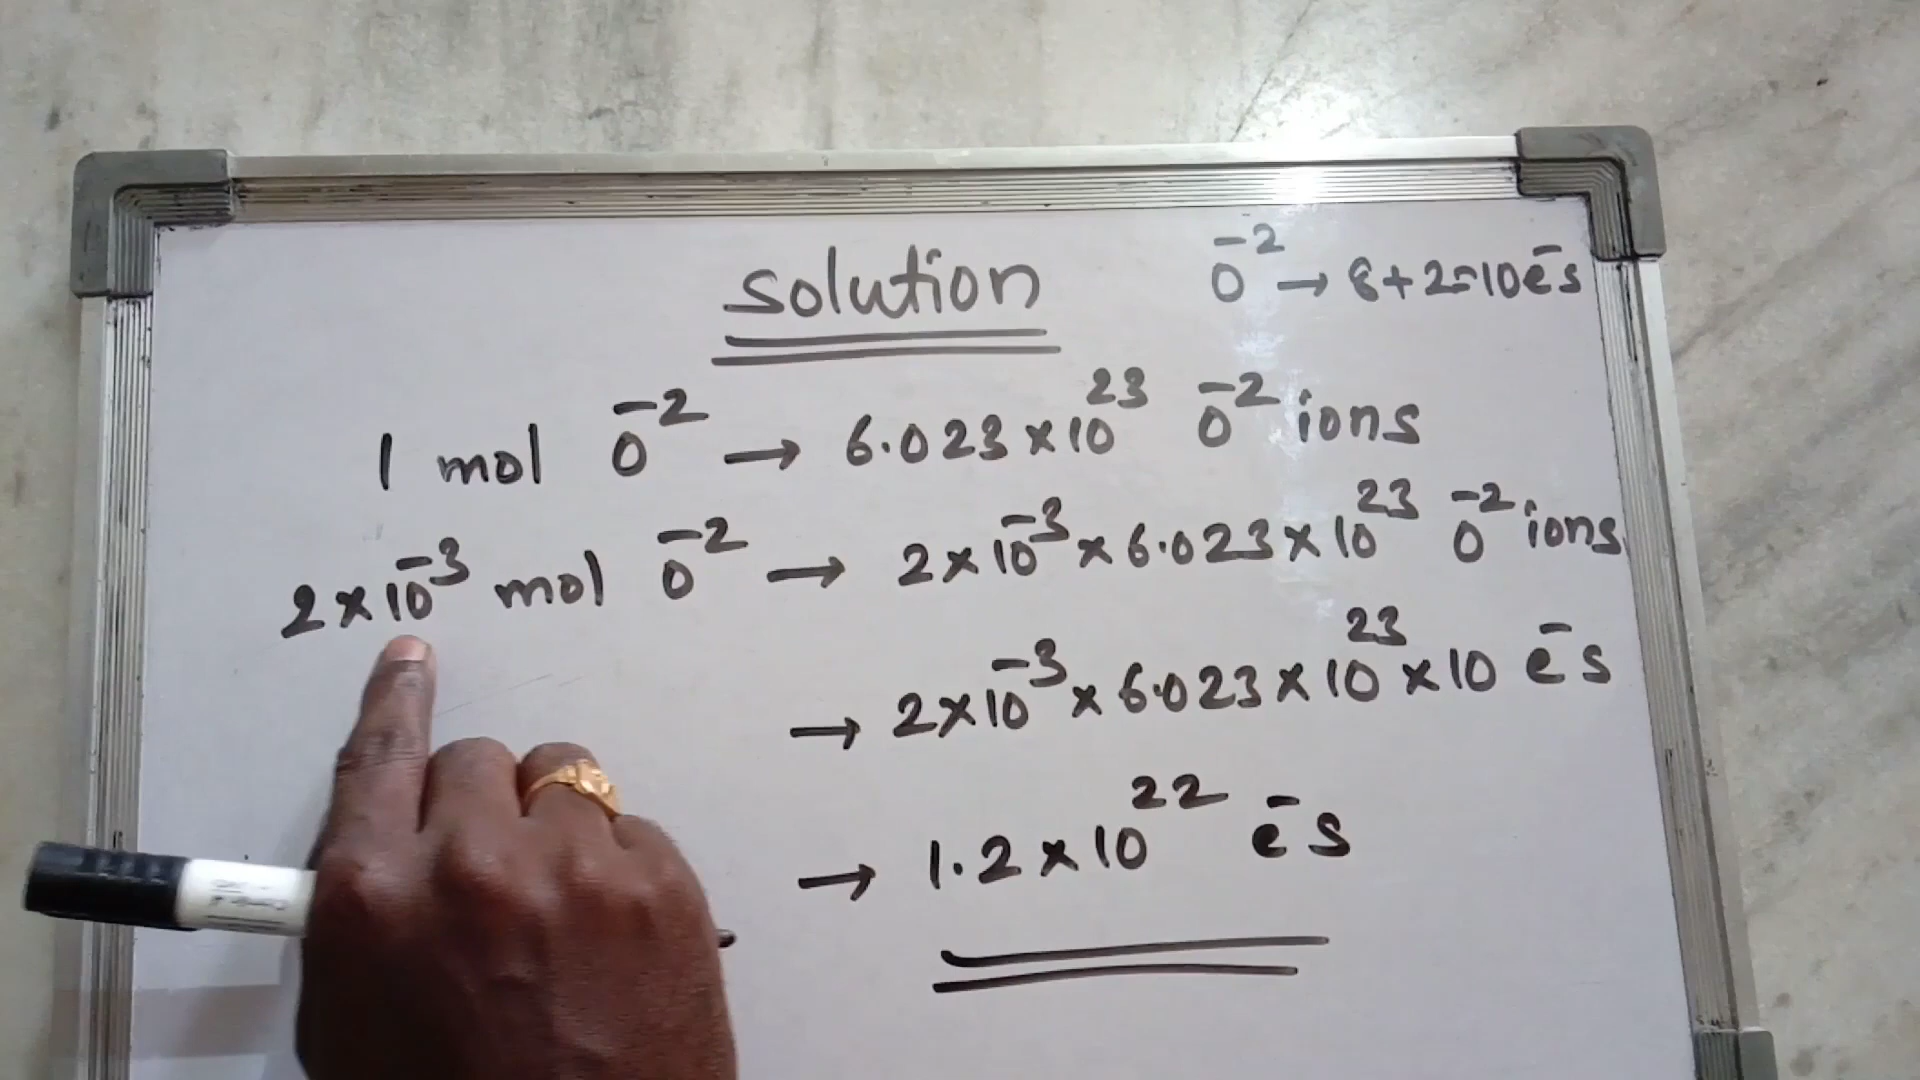 solution
O⁻² → 8+2=10e⁻s
1 mol O⁻² → 6.023×10²³ O⁻² ions
2×10⁻³ mol O⁻² → 2×10⁻³×6.023×10²³ O⁻² ions
→ 2×10⁻³×6.023×10²³×10 e⁻s
→ 1.2×10²² e⁻s